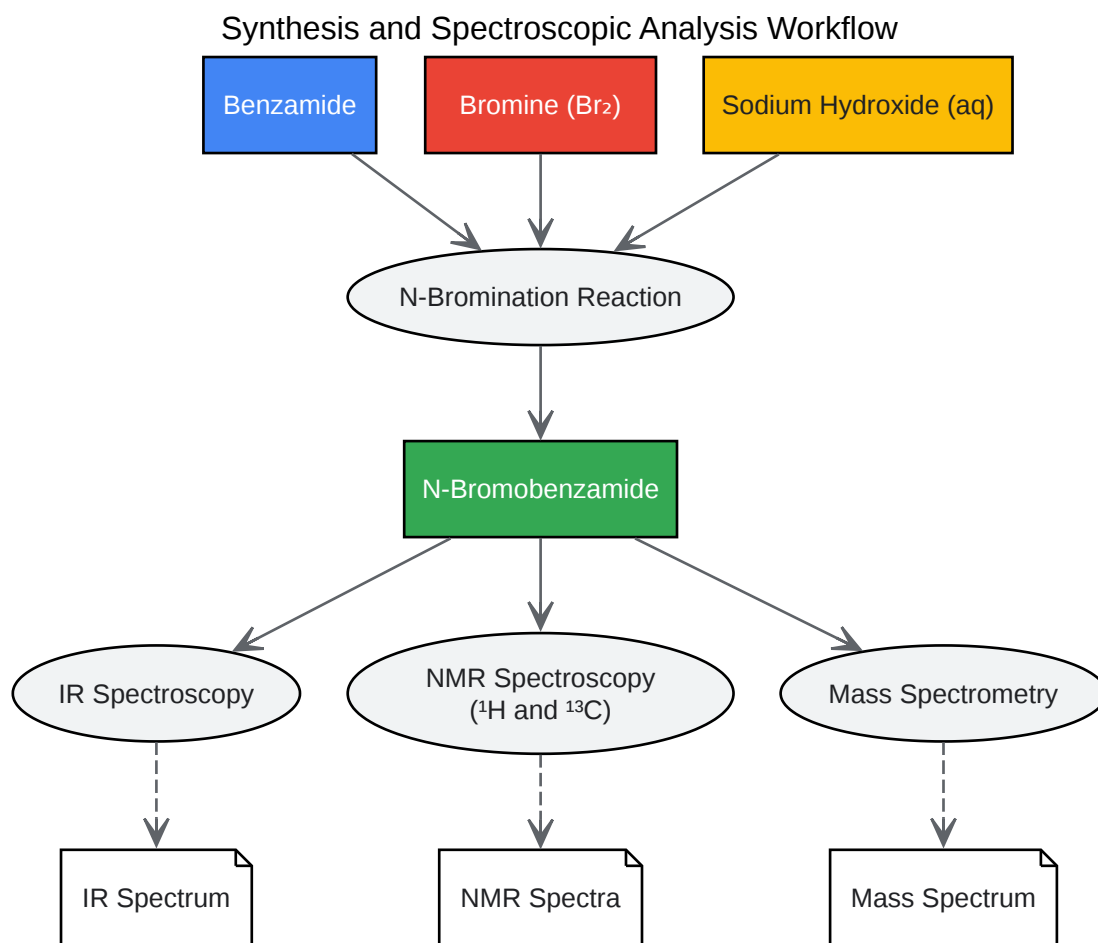 Synthesis and Spectroscopic Analysis Workflow
Benzamide
Bromine (Br₂)
Sodium Hydroxide (aq)
N-Bromination Reaction
N-Bromobenzamide
IR Spectroscopy
NMR Spectroscopy
(¹H and ¹³C)
Mass Spectrometry
IR Spectrum
NMR Spectra
Mass Spectrum